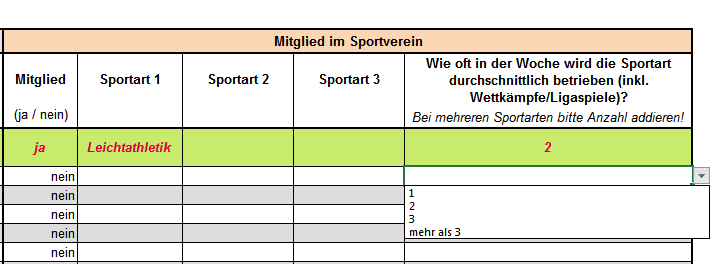 Mitglied im Sportverein
Mitglied
(ja / nein)
Sportart 1
Sportart 2
Sportart 3
Wie oft in der Woche wird die Sportart
durchschnittlich betrieben (inkl.
Wettkämpfe/Ligaspiele)?
Bei mehreren Sportarten bitte Anzahl addieren!
ja Leichtathletik 2
nein
nein
nein
nein
nein
1
2
3
mehr als 3